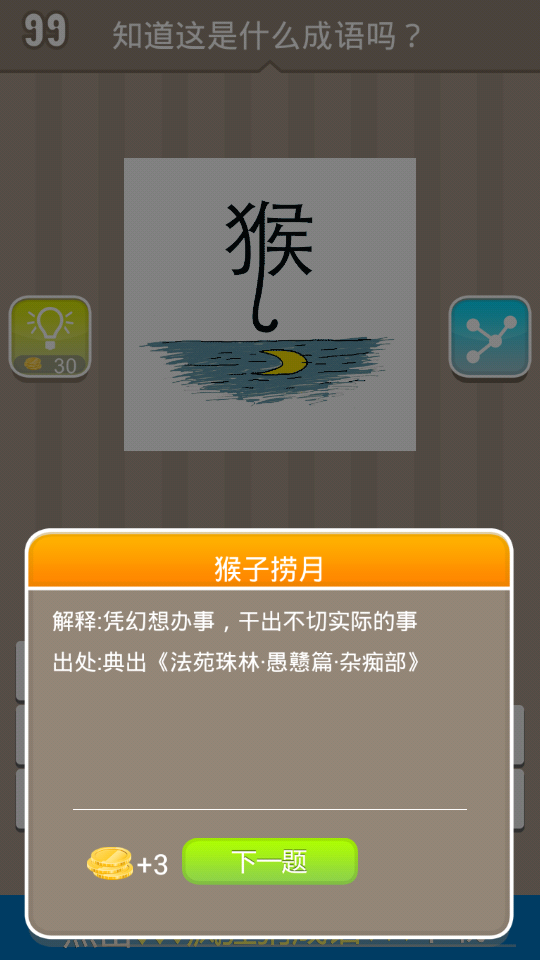 99
知道这是什么成语吗？
猴
30
猴子捞月
解释:凭幻想办事，干出不切实际的事
出处:典出《法苑珠林·愚戆篇·杂痴部》
+3
下一题